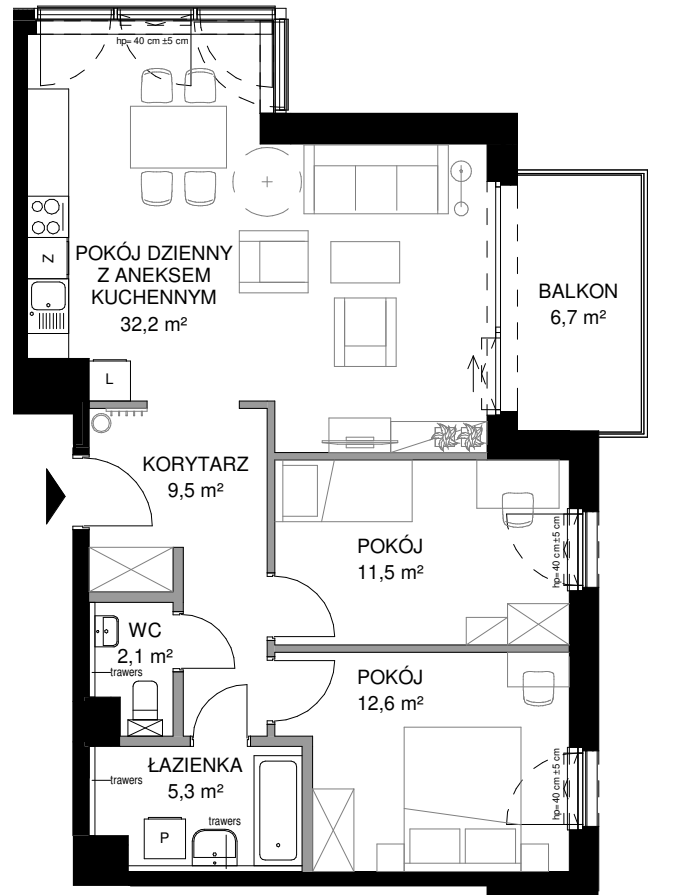 hp= 40 cm ±5 cm
POKÓJ DZIENNY
Z ANEKSEM
KUCHENNYM
32,2 m²
Z
L
BALKON
6,7 m²
KORYTARZ
9,5 m²
POKÓJ
11,5 m²
hp=40 cm ±5 cm
WC
2,1 m²
trawers
POKÓJ
12,6 m²
hp=40 cm ±5 cm
ŁAZIENKA
5,3 m²
trawers
trawers
P